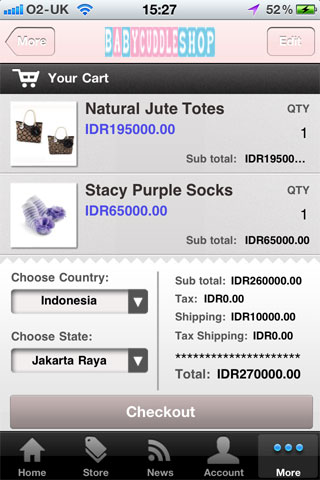 O2-UK 15:27 52%
More BABYCUDDLESHOP Edit
Your Cart
Natural Jute Totes QTY
IDR195000.00 1
Sub total: IDR19500...
Stacy Purple Socks QTY
IDR65000.00 1
Sub total: IDR65000.00
Choose Country:
Indonesia
Choose State:
Jakarta Raya
Sub total: IDR260000.00
Tax: IDR0.00
Shipping: IDR10000.00
Tax Shipping: IDR0.00
*********************
Total: IDR270000.00
Checkout
Home Store News Account More